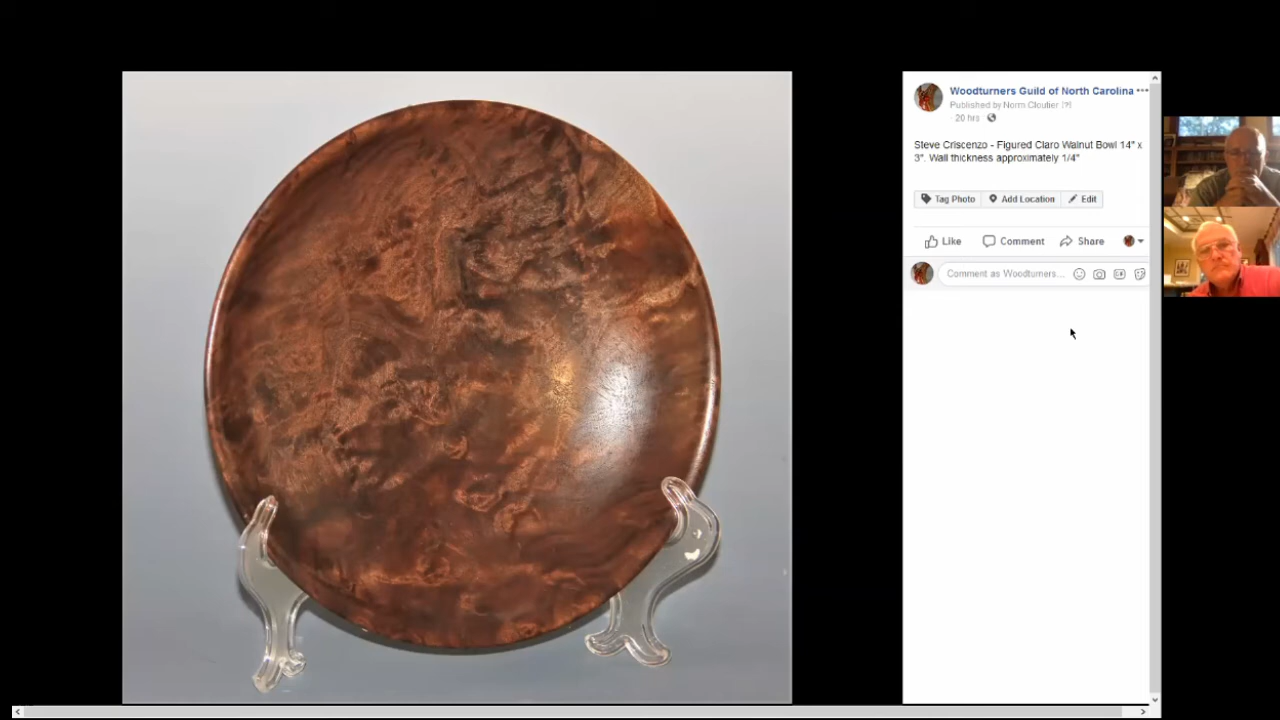 Woodturners Guild of North Carolina
Published by Norm Cloutier [?]
· 20 hrs ·
Steve Criscenzo - Figured Claro Walnut Bowl 14" x
3". Wall thickness approximately 1/4"
Tag Photo Add Location Edit
Like Comment Share
Comment as Woodturners...